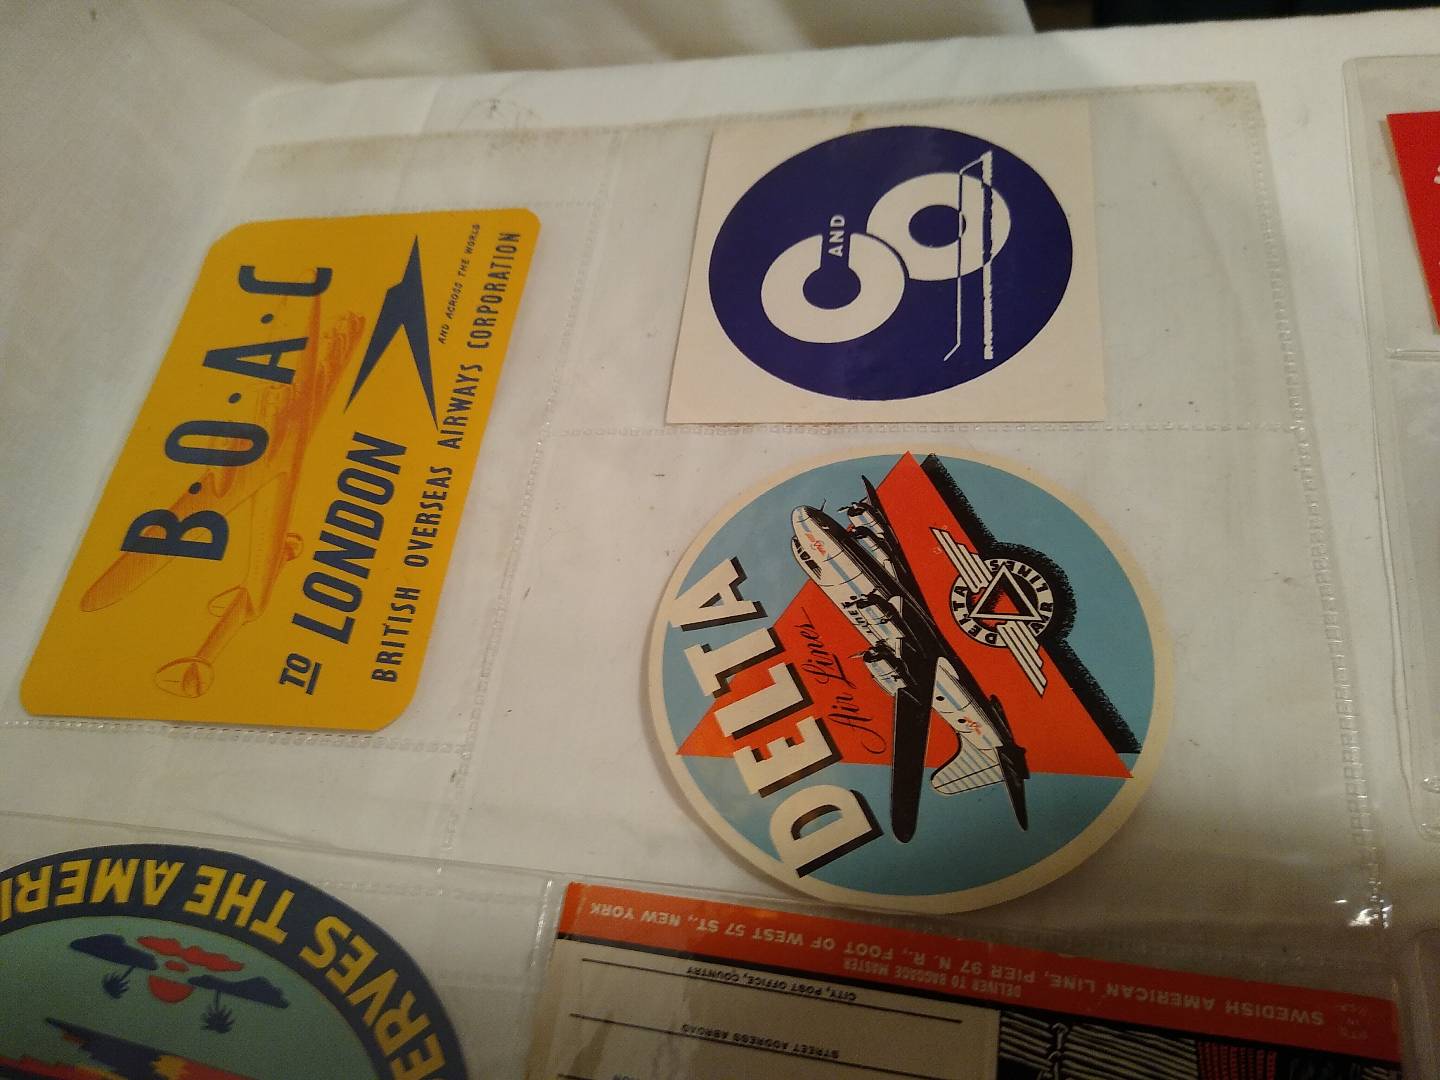 B·O·A·C
TO LONDON
AND ACROSS THE WORLD
BRITISH OVERSEAS AIRWAYS CORPORATION
C AND O
DELTA
Air Lines
DELTA AIR LINES
ERVES THE AMERI
SWEDISH AMERICAN LINE, PIER 97 N. R., FOOT OF WEST 57 ST., NEW YORK
DELIVER TO BAGGAGE MASTER
CITY, POST OFFICE, COUNTRY
STREET ADDRESS ABROAD